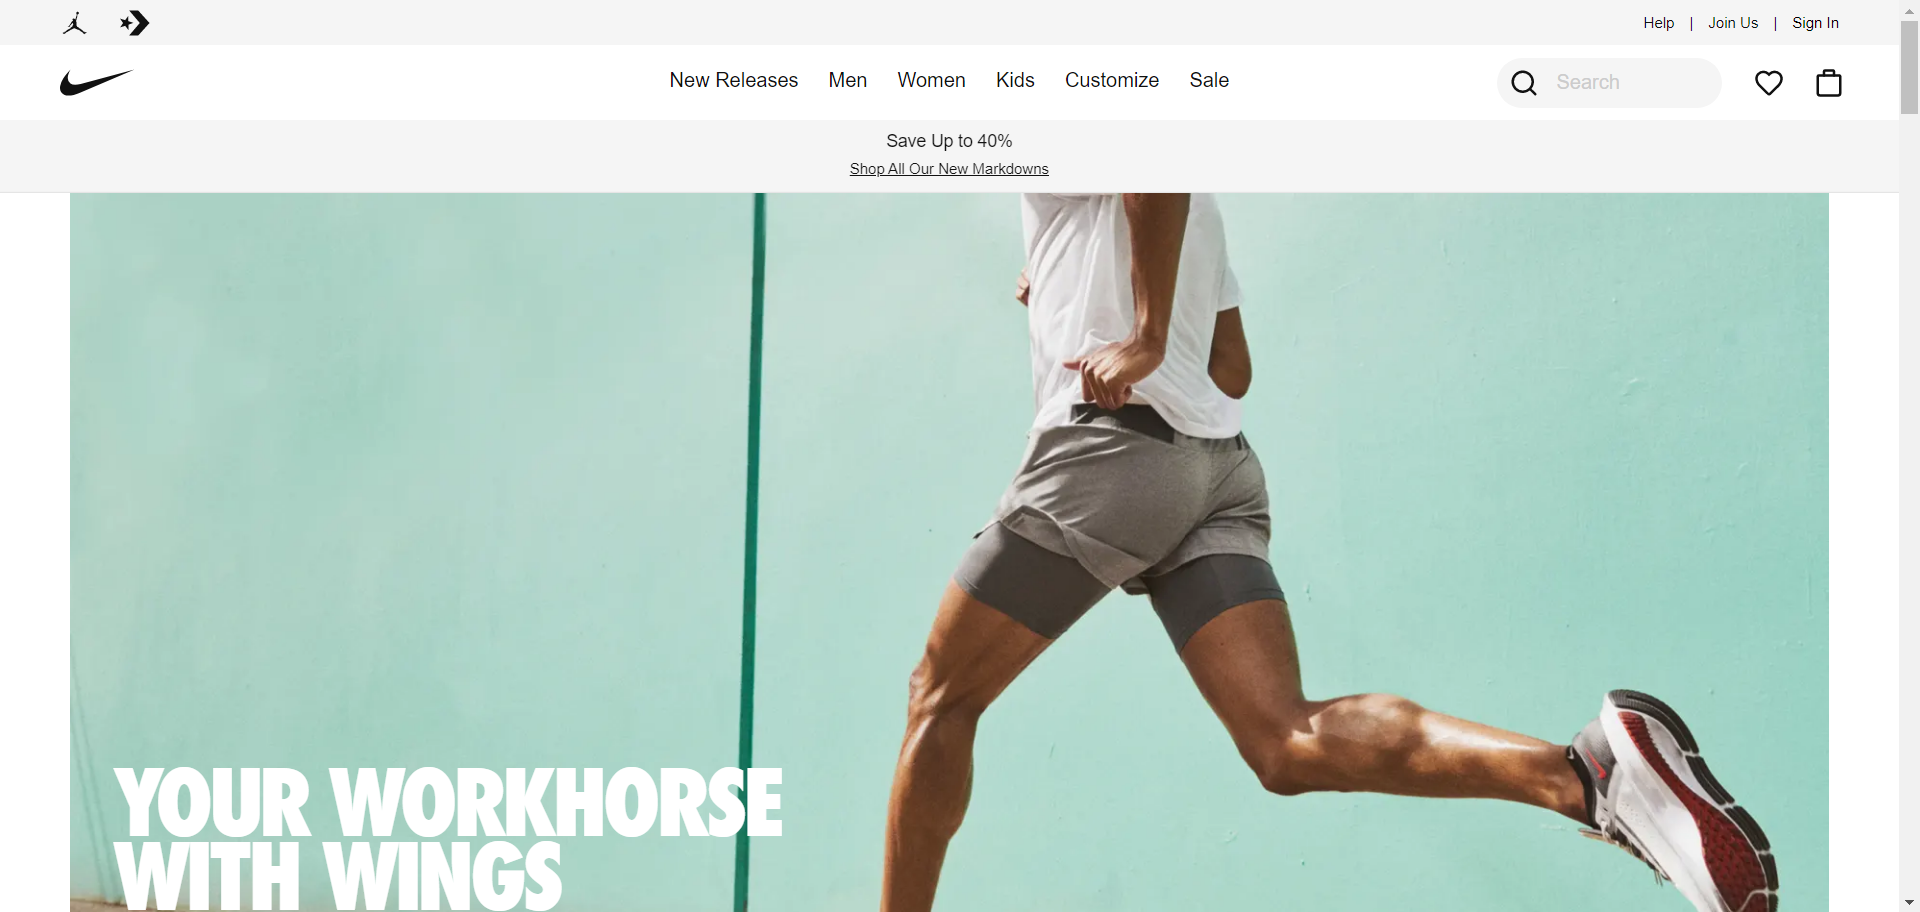 Help | Join Us | Sign In
New Releases Men Women Kids Customize Sale
Search
Save Up to 40%
Shop All Our New Markdowns
YOUR WORKHORSE
WITH WINGS